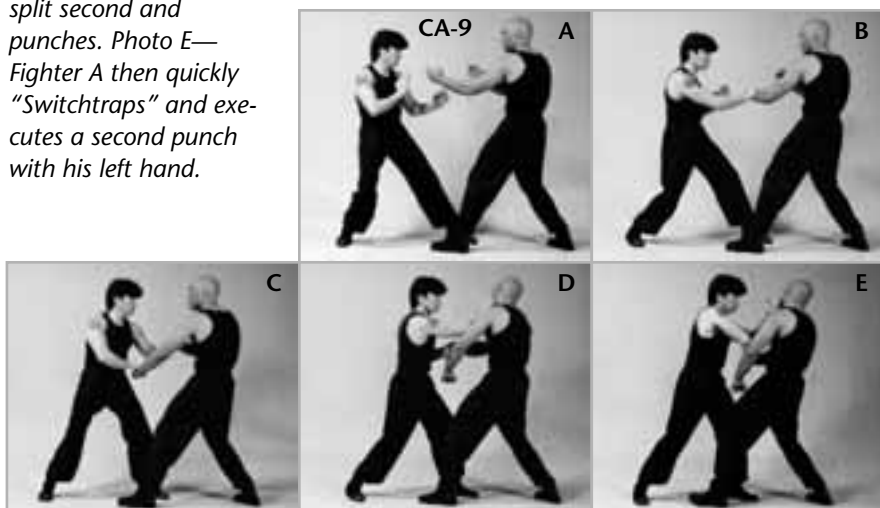 split second and
punches. Photo E—
Fighter A then quickly
“Switchtraps” and exe-
cutes a second punch
with his left hand.
CA-9
A
B
C
D
E